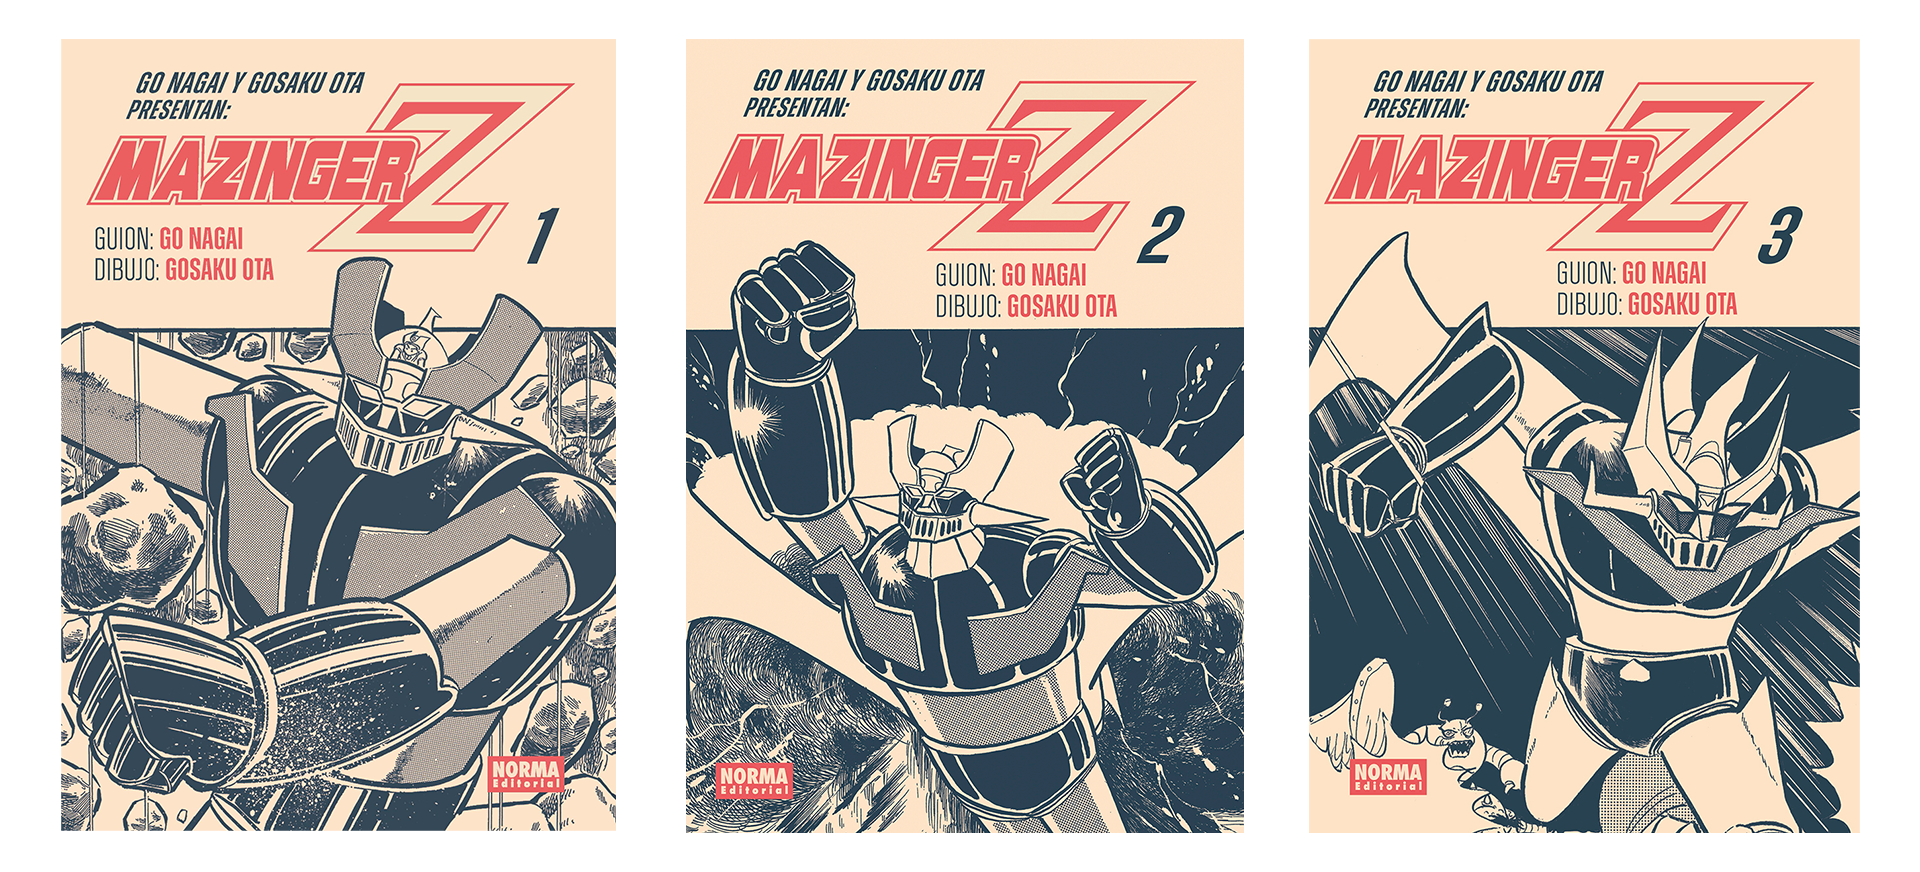 GO NAGAI Y GOSAKU OTA
PRESENTAN:
MAZINGER Z
1
GUION: GO NAGAI
DIBUJO: GOSAKU OTA
NORMA
Editorial
GO NAGAI Y GOSAKU OTA
PRESENTAN:
MAZINGER Z
2
GUION: GO NAGAI
DIBUJO: GOSAKU OTA
NORMA
Editorial
GO NAGAI Y GOSAKU OTA
PRESENTAN:
MAZINGER Z
3
GUION: GO NAGAI
DIBUJO: GOSAKU OTA
NORMA
Editorial